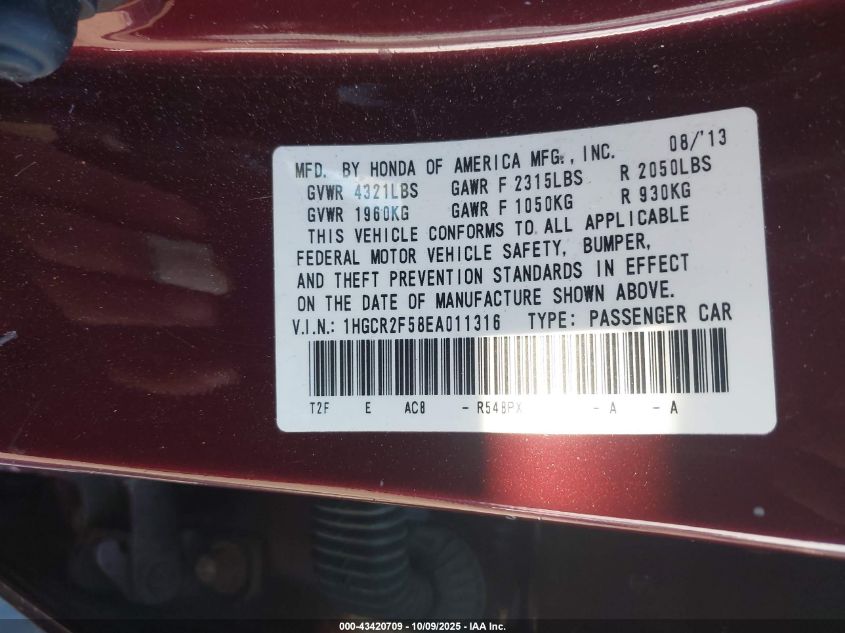 08/'13
MFD. BY HONDA OF AMERICA MFG., INC.
GVWR 4321LBS GAWR F 2315LBS R 2050LBS
GVWR 1960KG GAWR F 1050KG R 930KG
THIS VEHICLE CONFORMS TO ALL APPLICABLE
FEDERAL MOTOR VEHICLE SAFETY, BUMPER,
AND THEFT PREVENTION STANDARDS IN EFFECT
ON THE DATE OF MANUFACTURE SHOWN ABOVE.
V.I.N.: 1HGCR2F58EA011316 TYPE: PASSENGER CAR
T2F E AC8 - R548PX - A - A
000-43420709 - 10/09/2025 - IAA Inc.